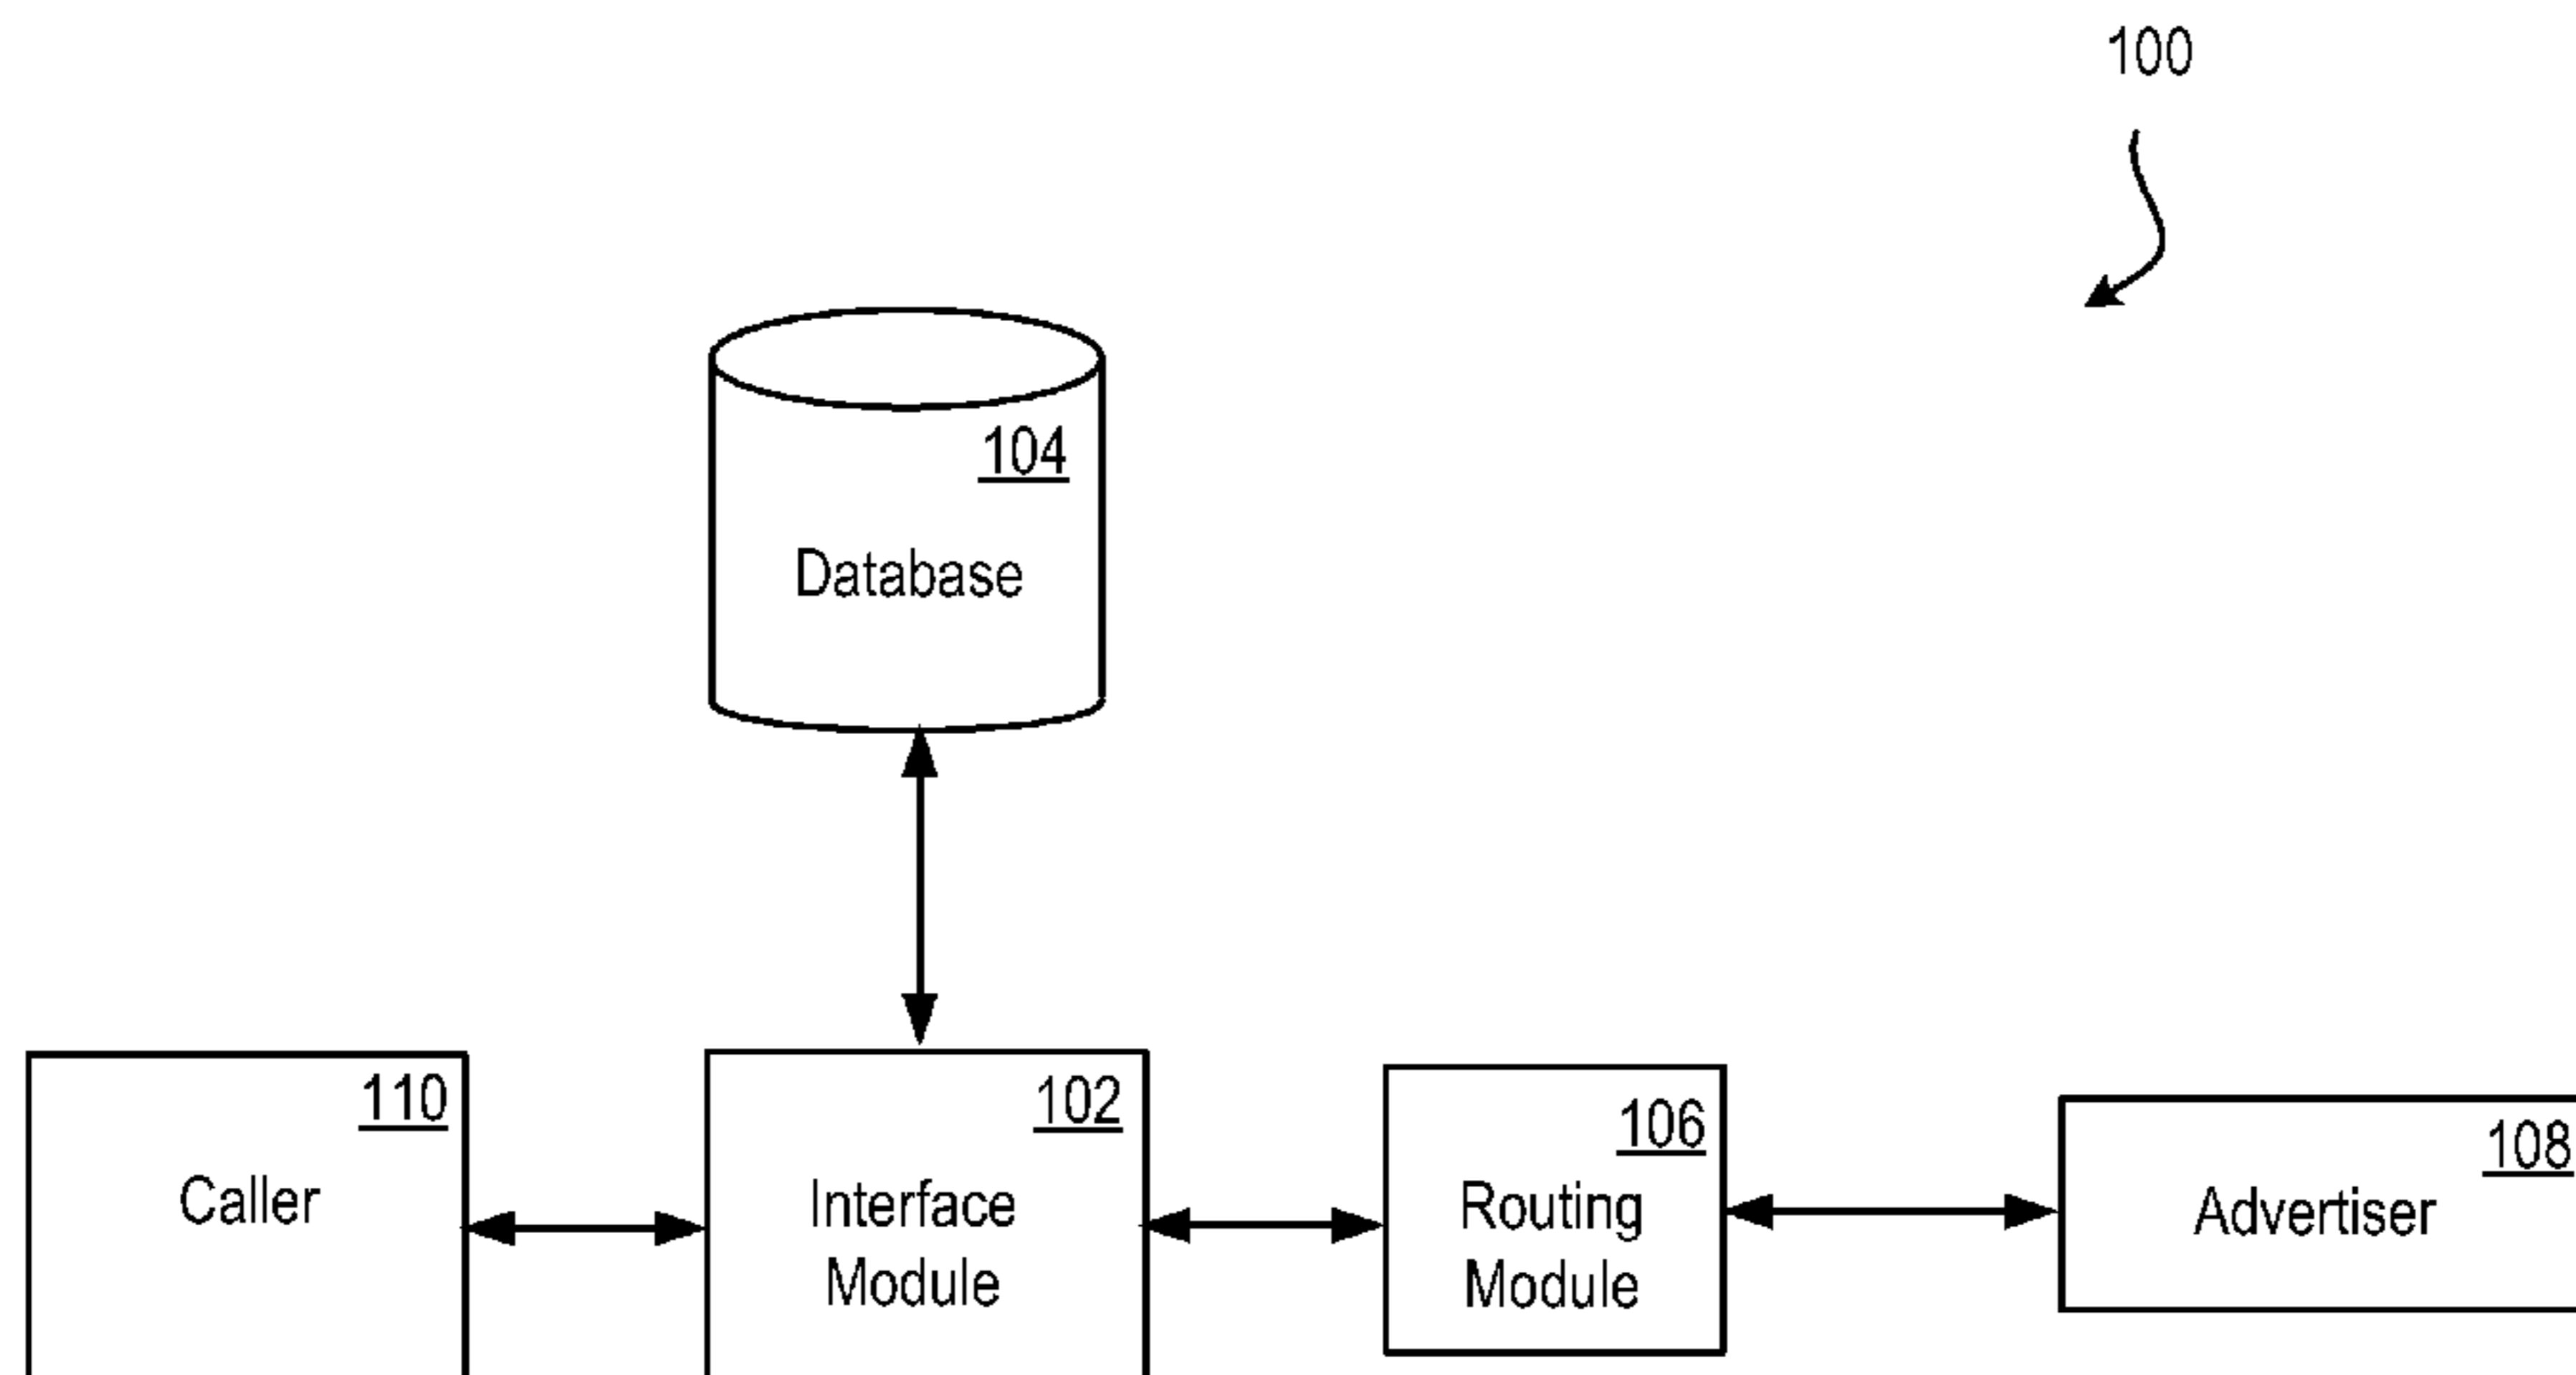 100
104
Database
110
Caller
102
Interface
Module
106
Routing
Module
108
Advertiser